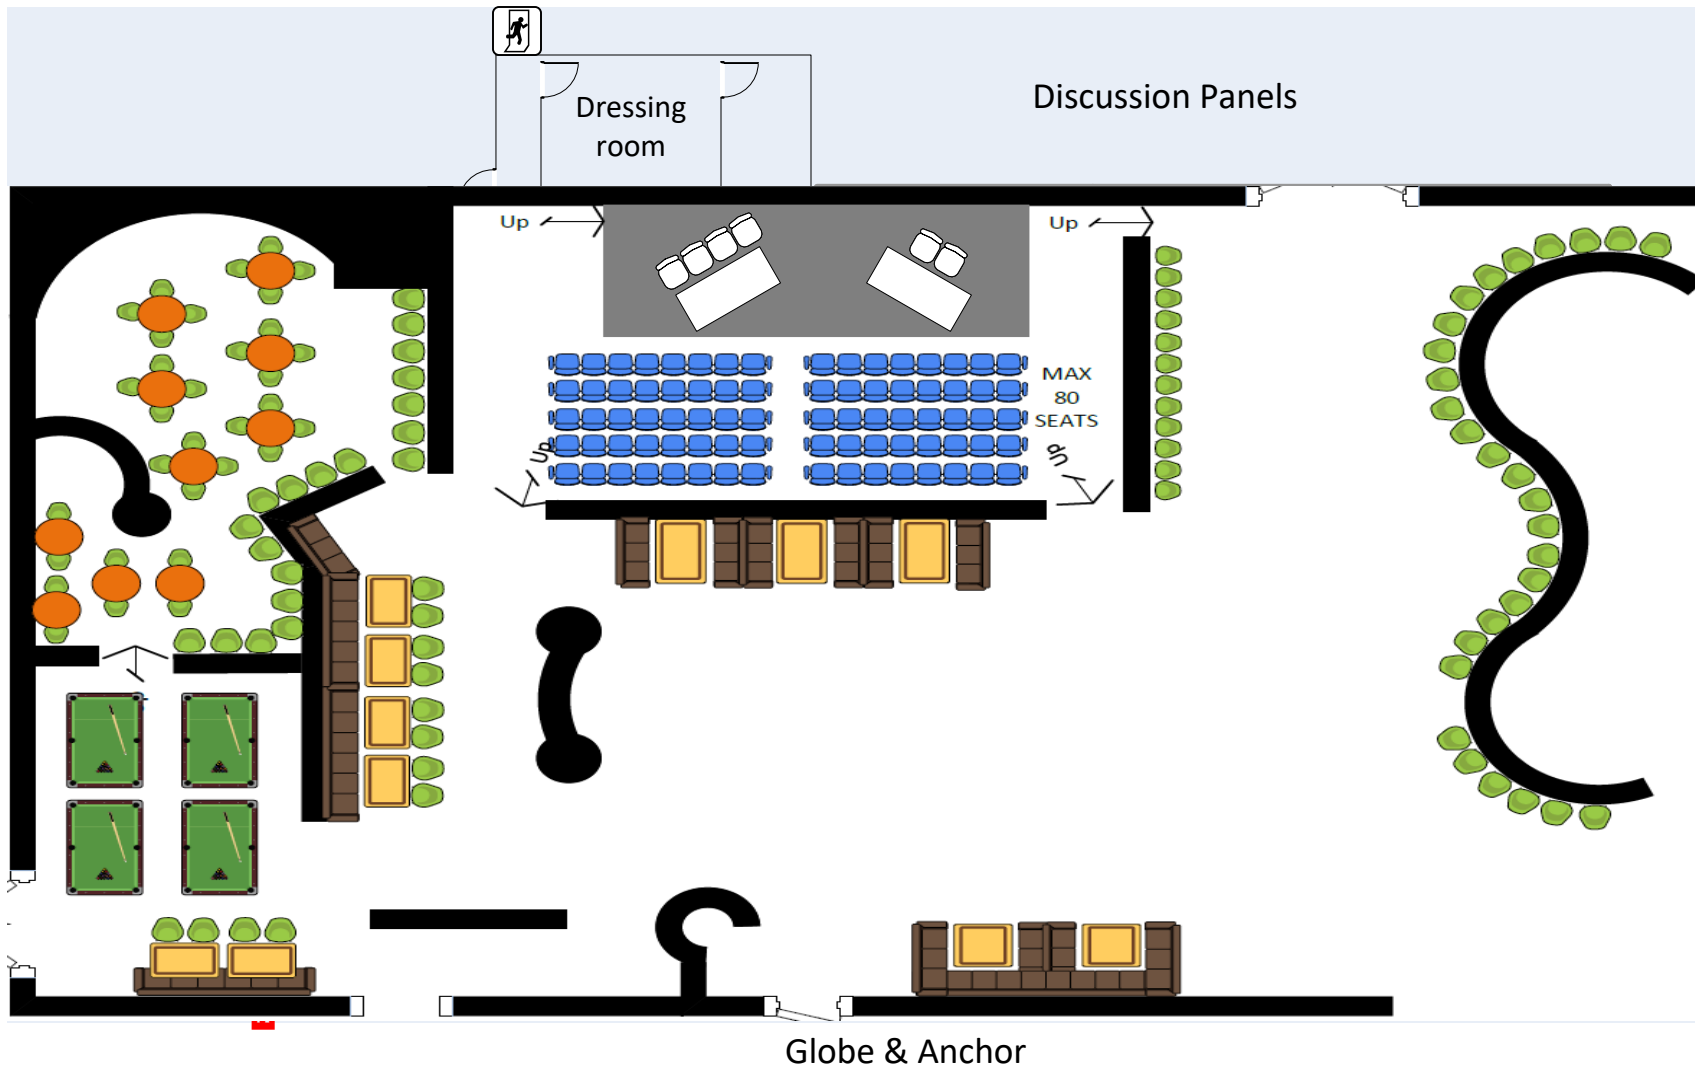 Discussion Panels
Dressing
room
Up
Up
MAX
80
SEATS
Up
Up
Globe & Anchor